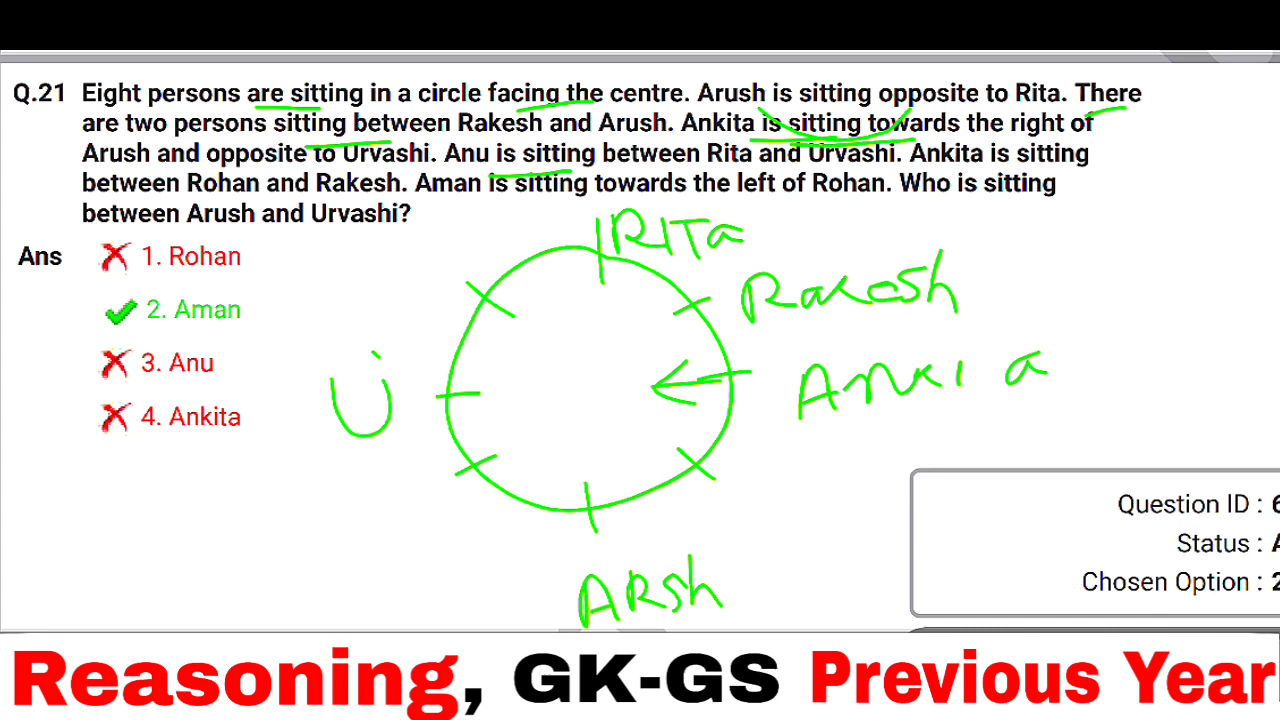 Q.21 Eight persons are sitting in a circle facing the centre. Arush is sitting opposite to Rita. There
are two persons sitting between Rakesh and Arush. Ankita is sitting towards the right of
Arush and opposite to Urvashi. Anu is sitting between Rita and Urvashi. Ankita is sitting
between Rohan and Rakesh. Aman is sitting towards the left of Rohan. Who is sitting
between Arush and Urvashi?
Ans
1. Rohan
2. Aman
3. Anu
4. Ankita
RITa
Rakesh
U
ARSh
Question ID : 6
Status : A
Chosen Option : 2
Reasoning, GK-GS Previous Year